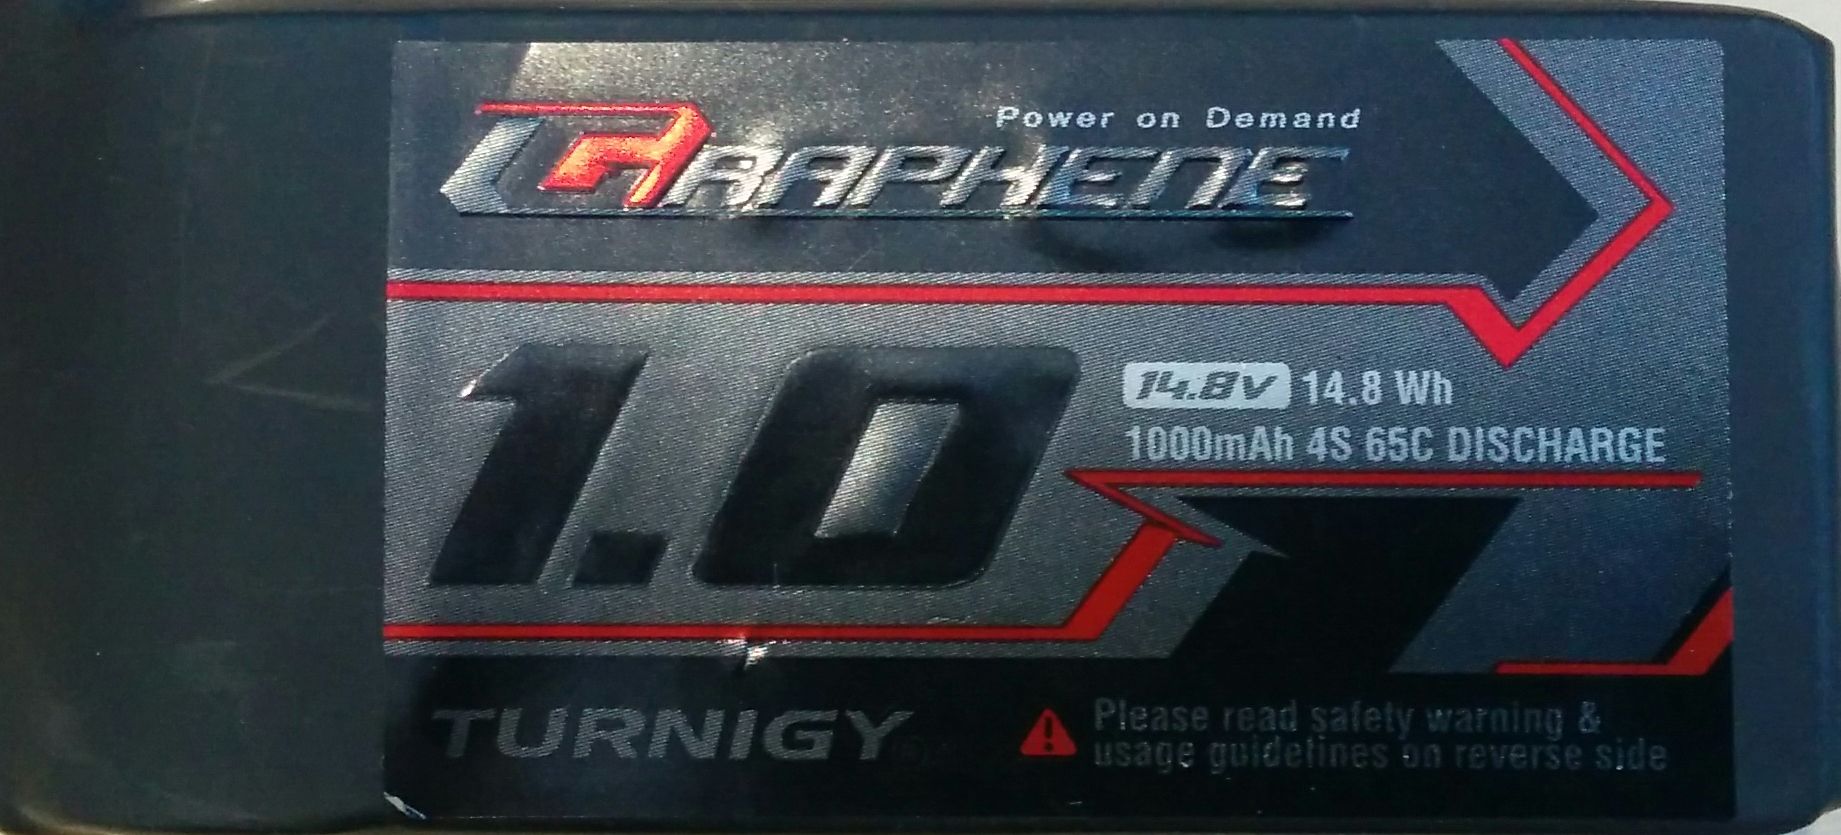 Power on Demand
GRAPHENE
1.0
14.8V 14.8 Wh
1000mAh 4S 65C DISCHARGE
TURNIGY
Please read safety warning &
usage guidelines on reverse side